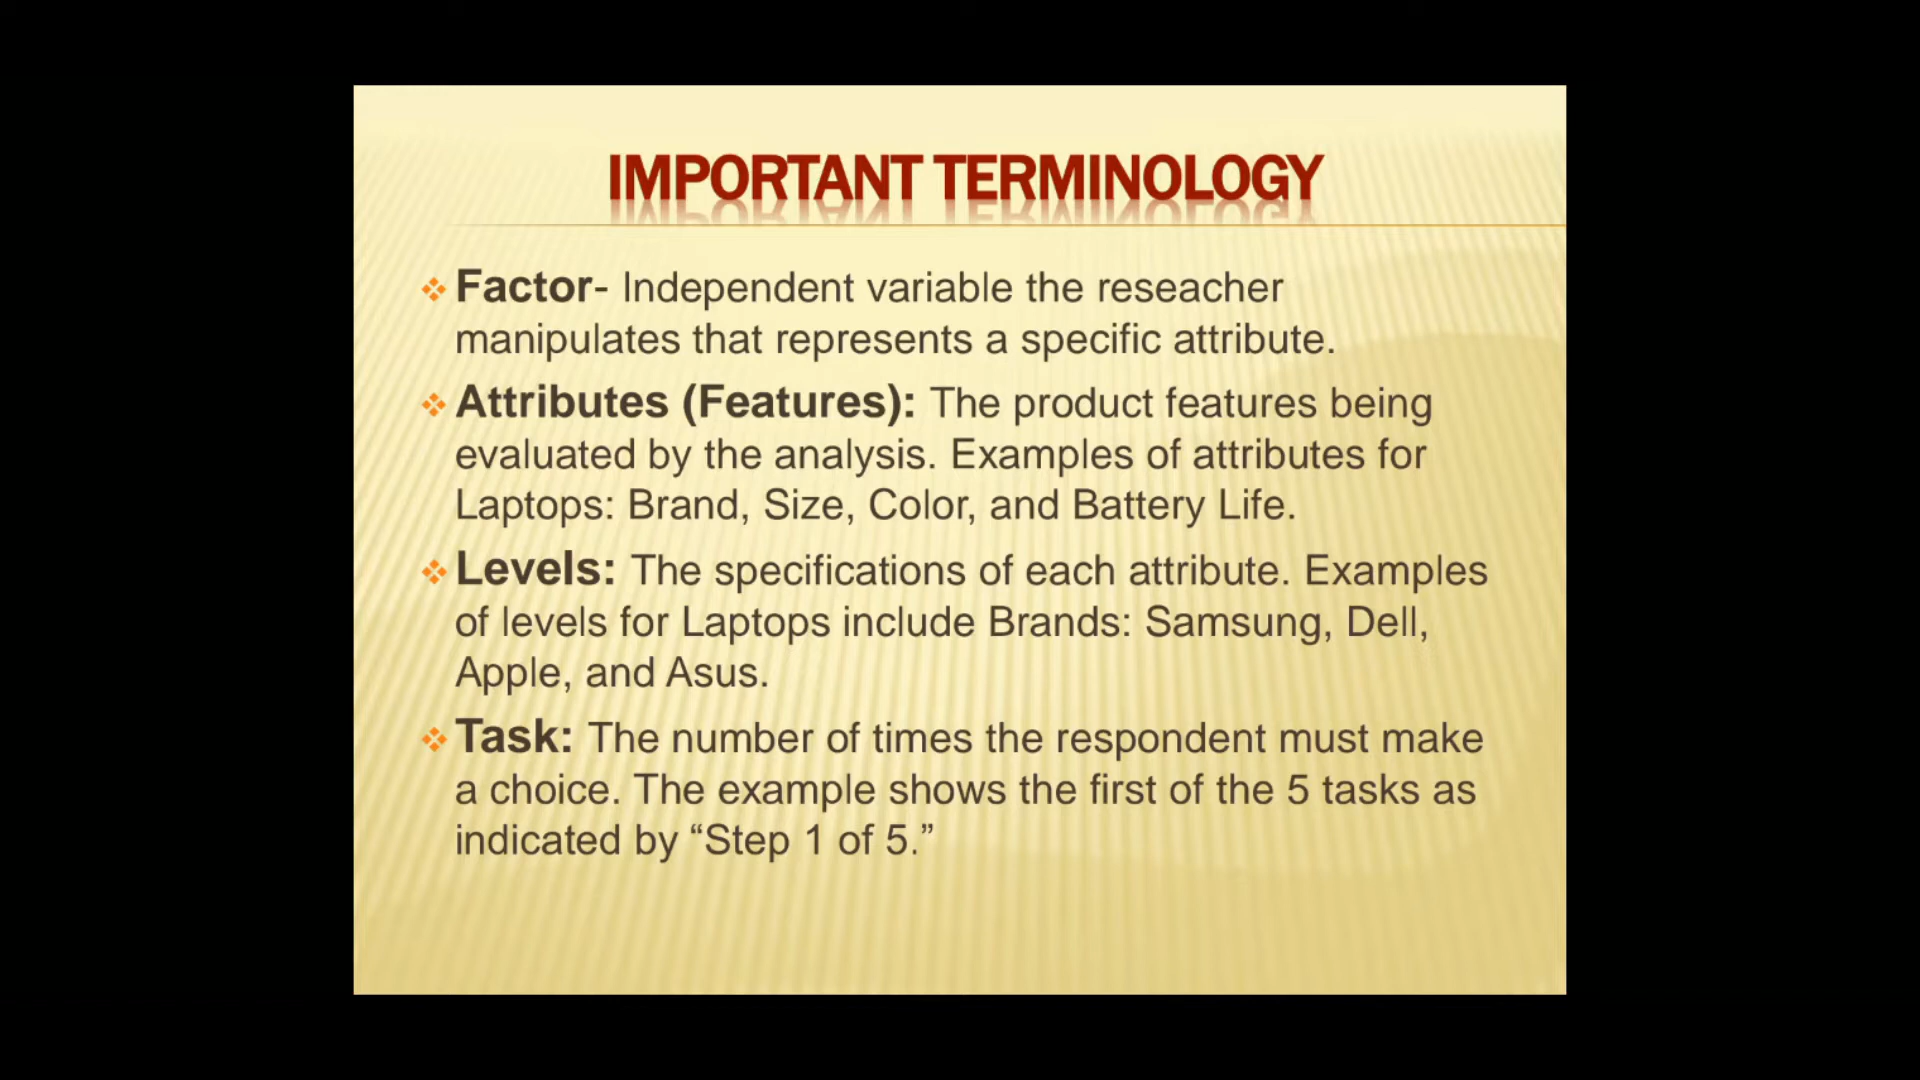 IMPORTANT TERMINOLOGY
Factor- Independent variable the reseacher
manipulates that represents a specific attribute.
Attributes (Features): The product features being
evaluated by the analysis. Examples of attributes for
Laptops: Brand, Size, Color, and Battery Life.
Levels: The specifications of each attribute. Examples
of levels for Laptops include Brands: Samsung, Dell,
Apple, and Asus.
Task: The number of times the respondent must make
a choice. The example shows the first of the 5 tasks as
indicated by “Step 1 of 5.”